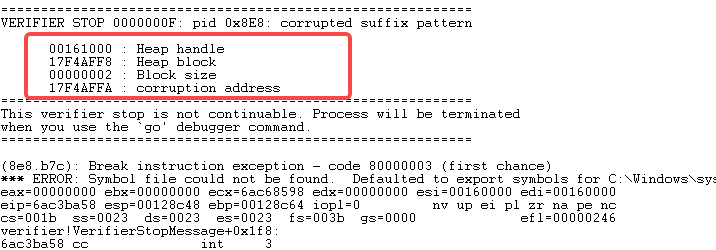 =======================================================
VERIFIER STOP 0000000F: pid 0x8E8: corrupted suffix pattern
00161000 : Heap handle
17F4AFF8 : Heap block
00000002 : Block size
17F4AFFA : corruption address
=======================================================
This verifier stop is not continuable. Process will be terminated
when you use the `go' debugger command.
=======================================================
(8e8.b7c): Break instruction exception - code 80000003 (first chance)
*** ERROR: Symbol file could not be found.  Defaulted to export symbols for C:\Windows\sys
eax=00000000 ebx=00000000 ecx=6ac68598 edx=00000000 esi=00160000 edi=00160000
eip=6ac3ba58 esp=00128c48 ebp=00128c64 iopl=0         nv up ei pl zr na pe nc
cs=001b  ss=0023  ds=0023  es=0023  fs=003b  gs=0000             efl=00000246
verifier!VerifierStopMessage+0x1f8:
6ac3ba58 cc              int     3